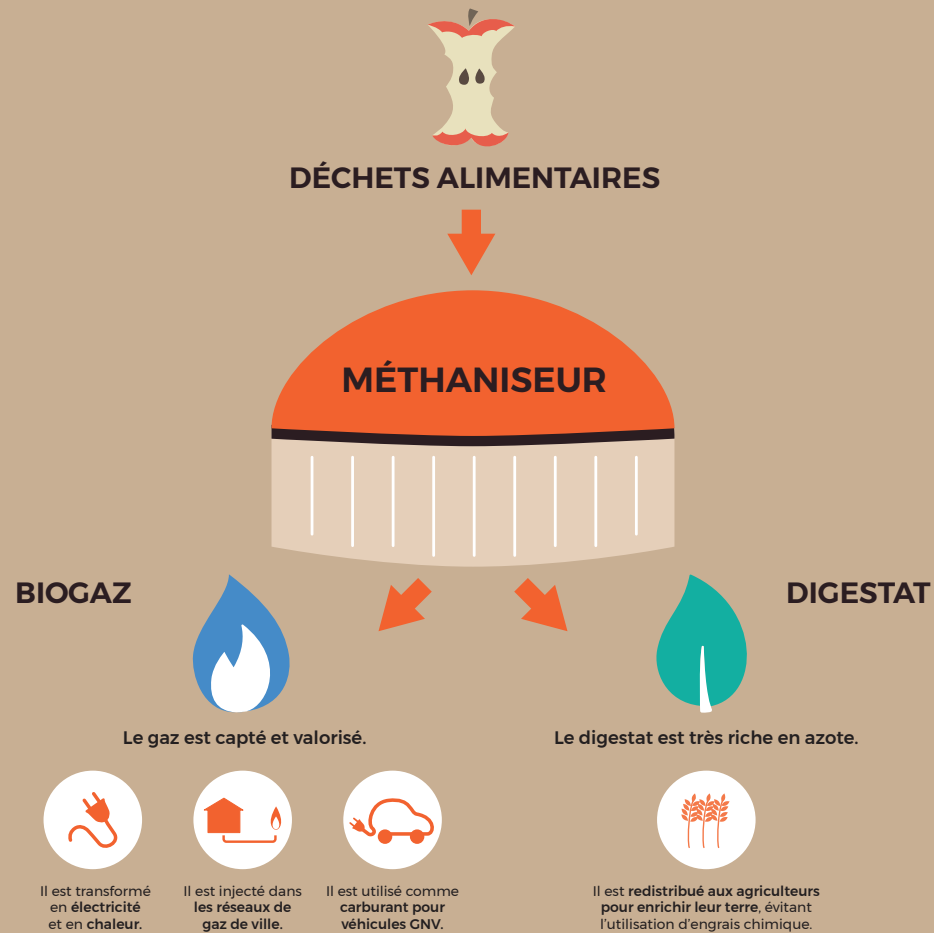 DÉCHETS ALIMENTAIRES
MÉTHANISEUR
BIOGAZ
Le gaz est capté et valorisé.
Il est transformé
en électricité
et en chaleur.
Il est injecté dans
les réseaux de
gaz de ville.
Il est utilisé comme
carburant pour
véhicules GNV.
DIGESTAT
Le digestat est très riche en azote.
Il est redistribué aux agriculteurs
pour enrichir leur terre, évitant
l'utilisation d'engrais chimique.